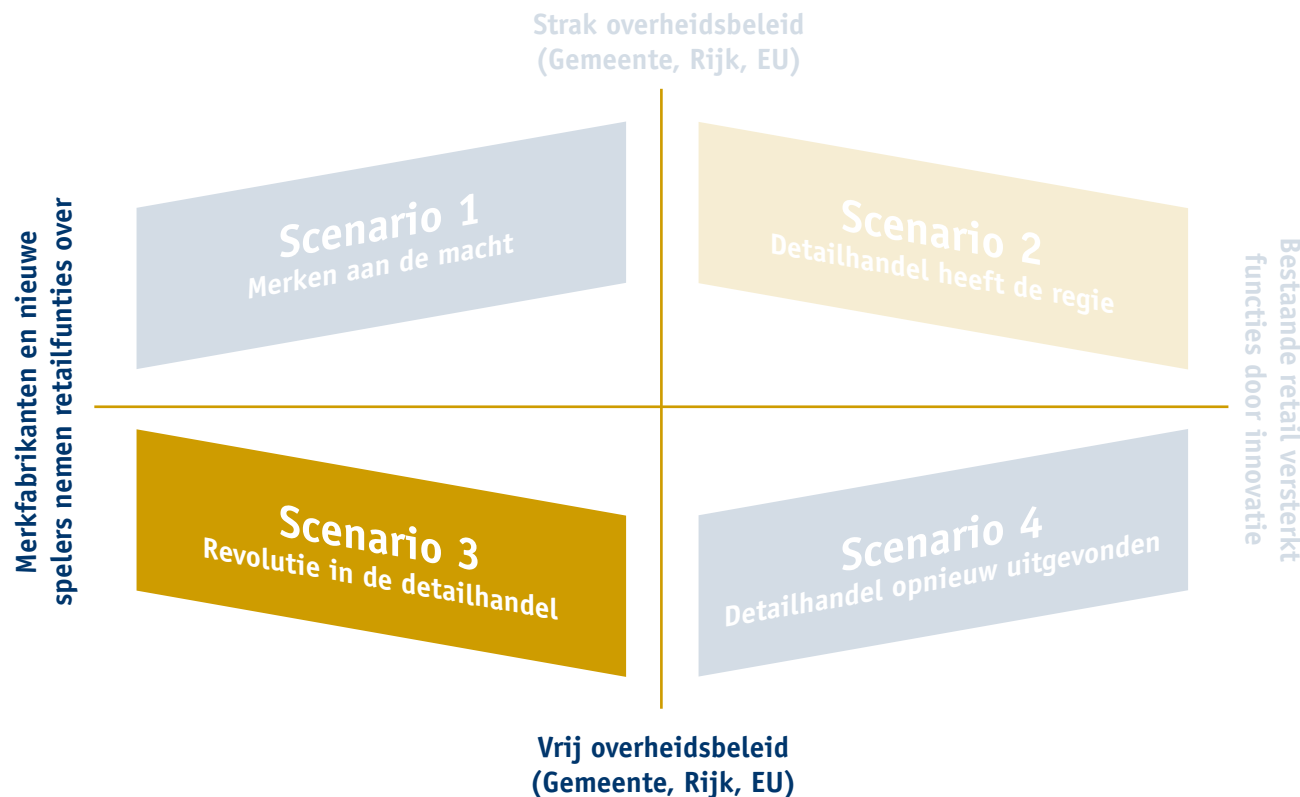 Strak overheidsbeleid
(Gemeente, Rijk, EU)
Merkfabrikanten en nieuwe
spelers nemen retailfunties over
Scenario 1
Merken aan de macht
Scenario 2
Detailhandel heeft de regie
Bestaande retail versterkt
functies door innovatie
Scenario 3
Revolutie in de detailhandel
Scenario 4
Detailhandel opnieuw uitgevonden
Vrij overheidsbeleid
(Gemeente, Rijk, EU)